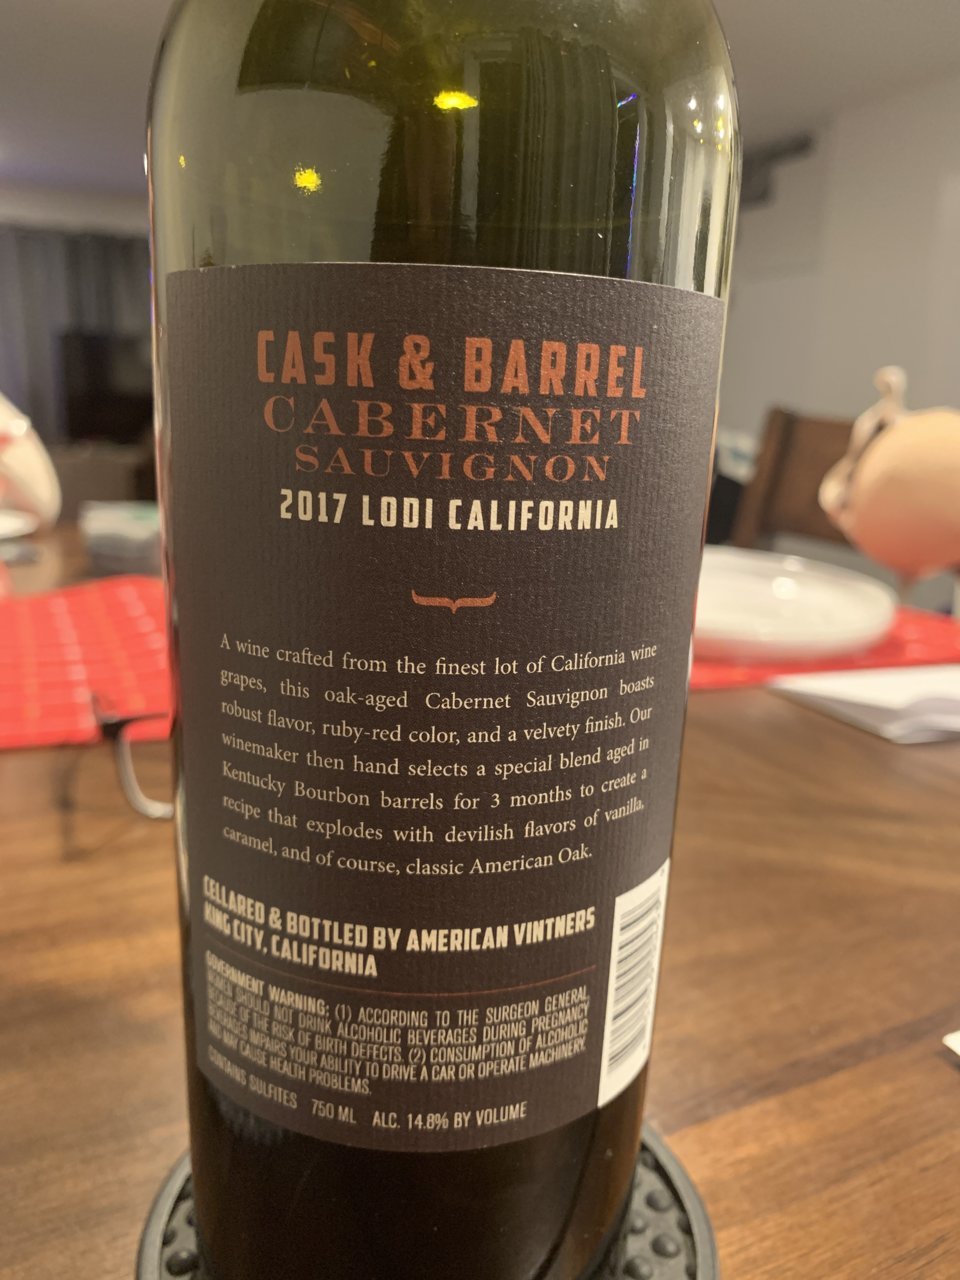 CASK & BARREL
CABERNET
SAUVIGNON
2017 LODI CALIFORNIA
A wine crafted from the finest lot of California wine
grapes, this oak-aged Cabernet Sauvignon boasts
robust flavor, ruby-red color, and a velvety finish. Our
winemaker then hand selects a special blend aged in
Kentucky Bourbon barrels for 3 months to create a
recipe that explodes with devilish flavors of vanilla,
caramel, and of course, classic American Oak.
CELLARED & BOTTLED BY AMERICAN VINTNERS
KING CITY, CALIFORNIA
GOVERNMENT WARNING: (1) ACCORDING TO THE SURGEON GENERAL,
WOMEN SHOULD NOT DRINK ALCOHOLIC BEVERAGES DURING PREGNANCY
BECAUSE OF THE RISK OF BIRTH DEFECTS. (2) CONSUMPTION OF ALCOHOLIC
BEVERAGES IMPAIRS YOUR ABILITY TO DRIVE A CAR OR OPERATE MACHINERY,
AND MAY CAUSE HEALTH PROBLEMS.
CONTAINS SULFITES 750 ML ALC. 14.8% BY VOLUME